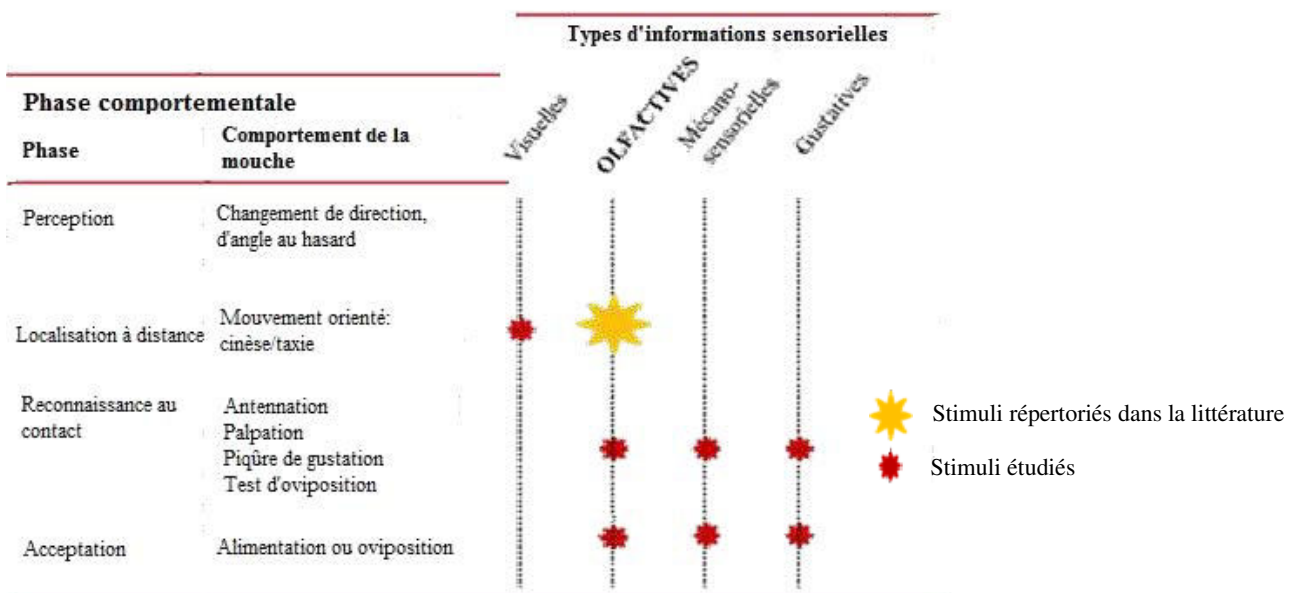 Types d'informations sensorielles
Phase comportementale
Phase
Comportement de la
mouche
Visuelles
OLFACTIVES
Mécano-
sensorielles
Gustatives
Perception
Changement de direction,
d'angle au hasard
Localisation à distance
Mouvement orienté:
cinèse/taxie
Reconnaissance au
contact
Antennation
Palpation
Piqûre de gustation
Test d'oviposition
Acceptation
Alimentation ou oviposition
Stimuli répertoriés dans la littérature
Stimuli étudiés